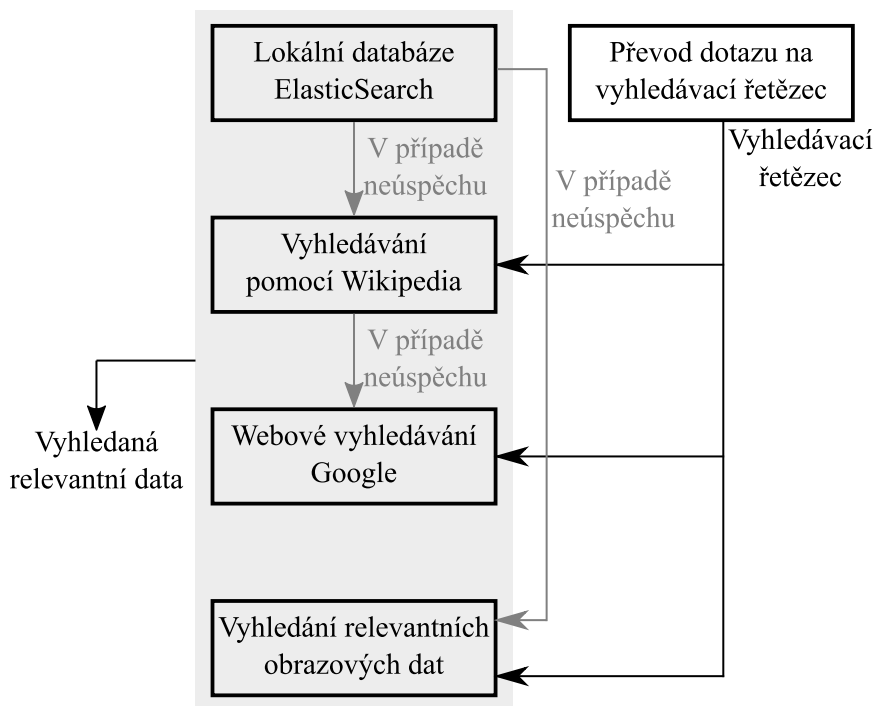 Lokální databáze
ElasticSearch
Převod dotazu na
vyhledávací řetězec
V případě
neúspěchu
Vyhledávací
řetězec
V případě
neúspěchu
Vyhledávání
pomocí Wikipedia
V případě
neúspěchu
Vyhledaná
relevantní data
Webové vyhledávání
Google
Vyhledání relevantních
obrazových dat